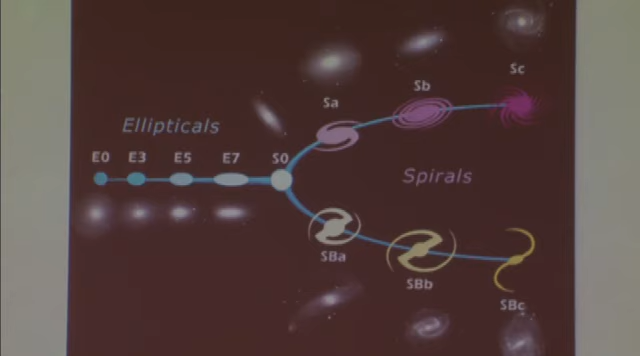 Sc
Sb
Sa
Ellipticals
E0 E3 E5 E7 S0
Spirals
SBa
SBb
SBc